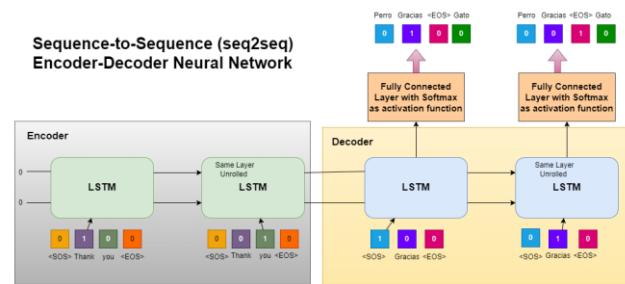 Sequence-to-Sequence (seq2seq)
Encoder-Decoder Neural Network
Perro Gracias <EOS> Gato
0 1 0 0
Perro Gracias <EOS> Gato
0 0 1 0
Fully Connected
Layer with Softmax
as activation function
Fully Connected
Layer with Softmax
as activation function
Encoder
Decoder
0
0
LSTM
Same Layer
Unrolled
LSTM
LSTM
Same Layer
Unrolled
LSTM
0 1 0 0
<SOS> Thank you <EOS>
0 0 1 0
<SOS> Thank you <EOS>
1 0 0
<SOS> Gracias <EOS>
0 1 0
<SOS> Gracias <EOS>